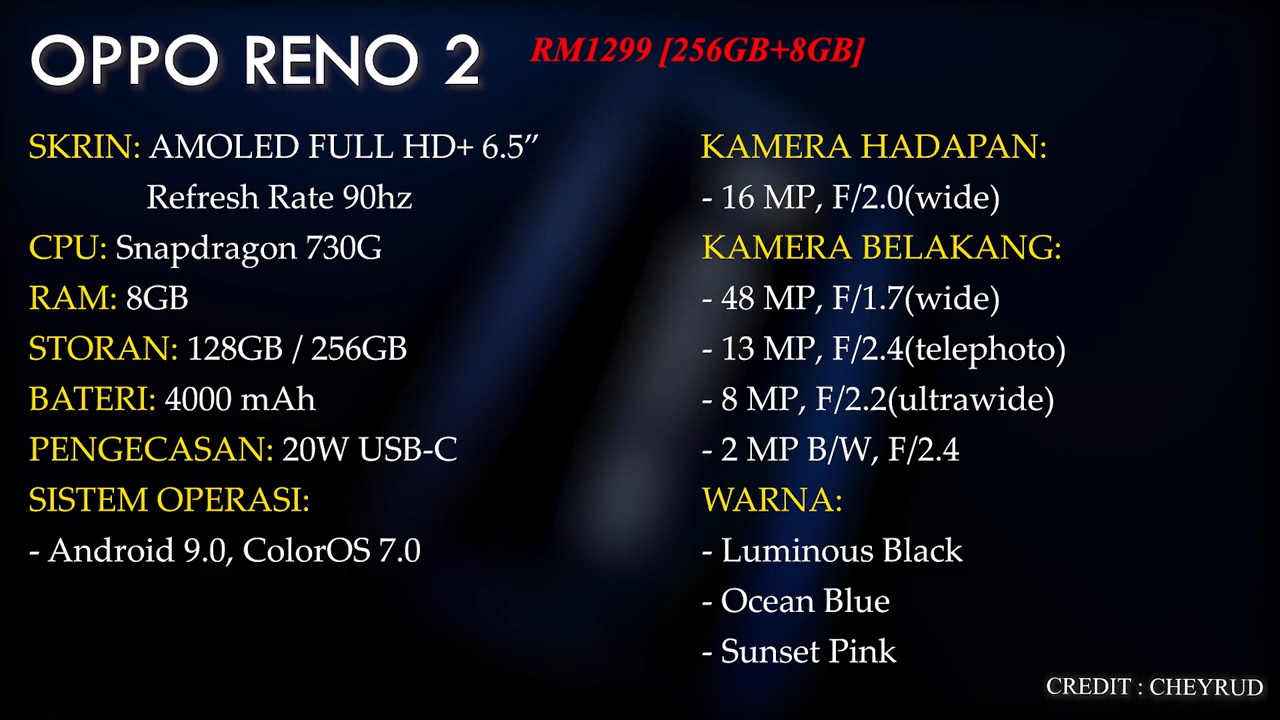 OPPO RENO 2
RM1299 [256GB+8GB]
SKRIN: AMOLED FULL HD+ 6.5”
Refresh Rate 90hz
CPU: Snapdragon 730G
RAM: 8GB
STORAN: 128GB / 256GB
BATERI: 4000 mAh
PENGECASAN: 20W USB-C
SISTEM OPERASI:
- Android 9.0, ColorOS 7.0
KAMERA HADAPAN:
- 16 MP, F/2.0(wide)
KAMERA BELAKANG:
- 48 MP, F/1.7(wide)
- 13 MP, F/2.4(telephoto)
- 8 MP, F/2.2(ultrawide)
- 2 MP B/W, F/2.4
WARNA:
- Luminous Black
- Ocean Blue
- Sunset Pink
CREDIT : CHEYRUD